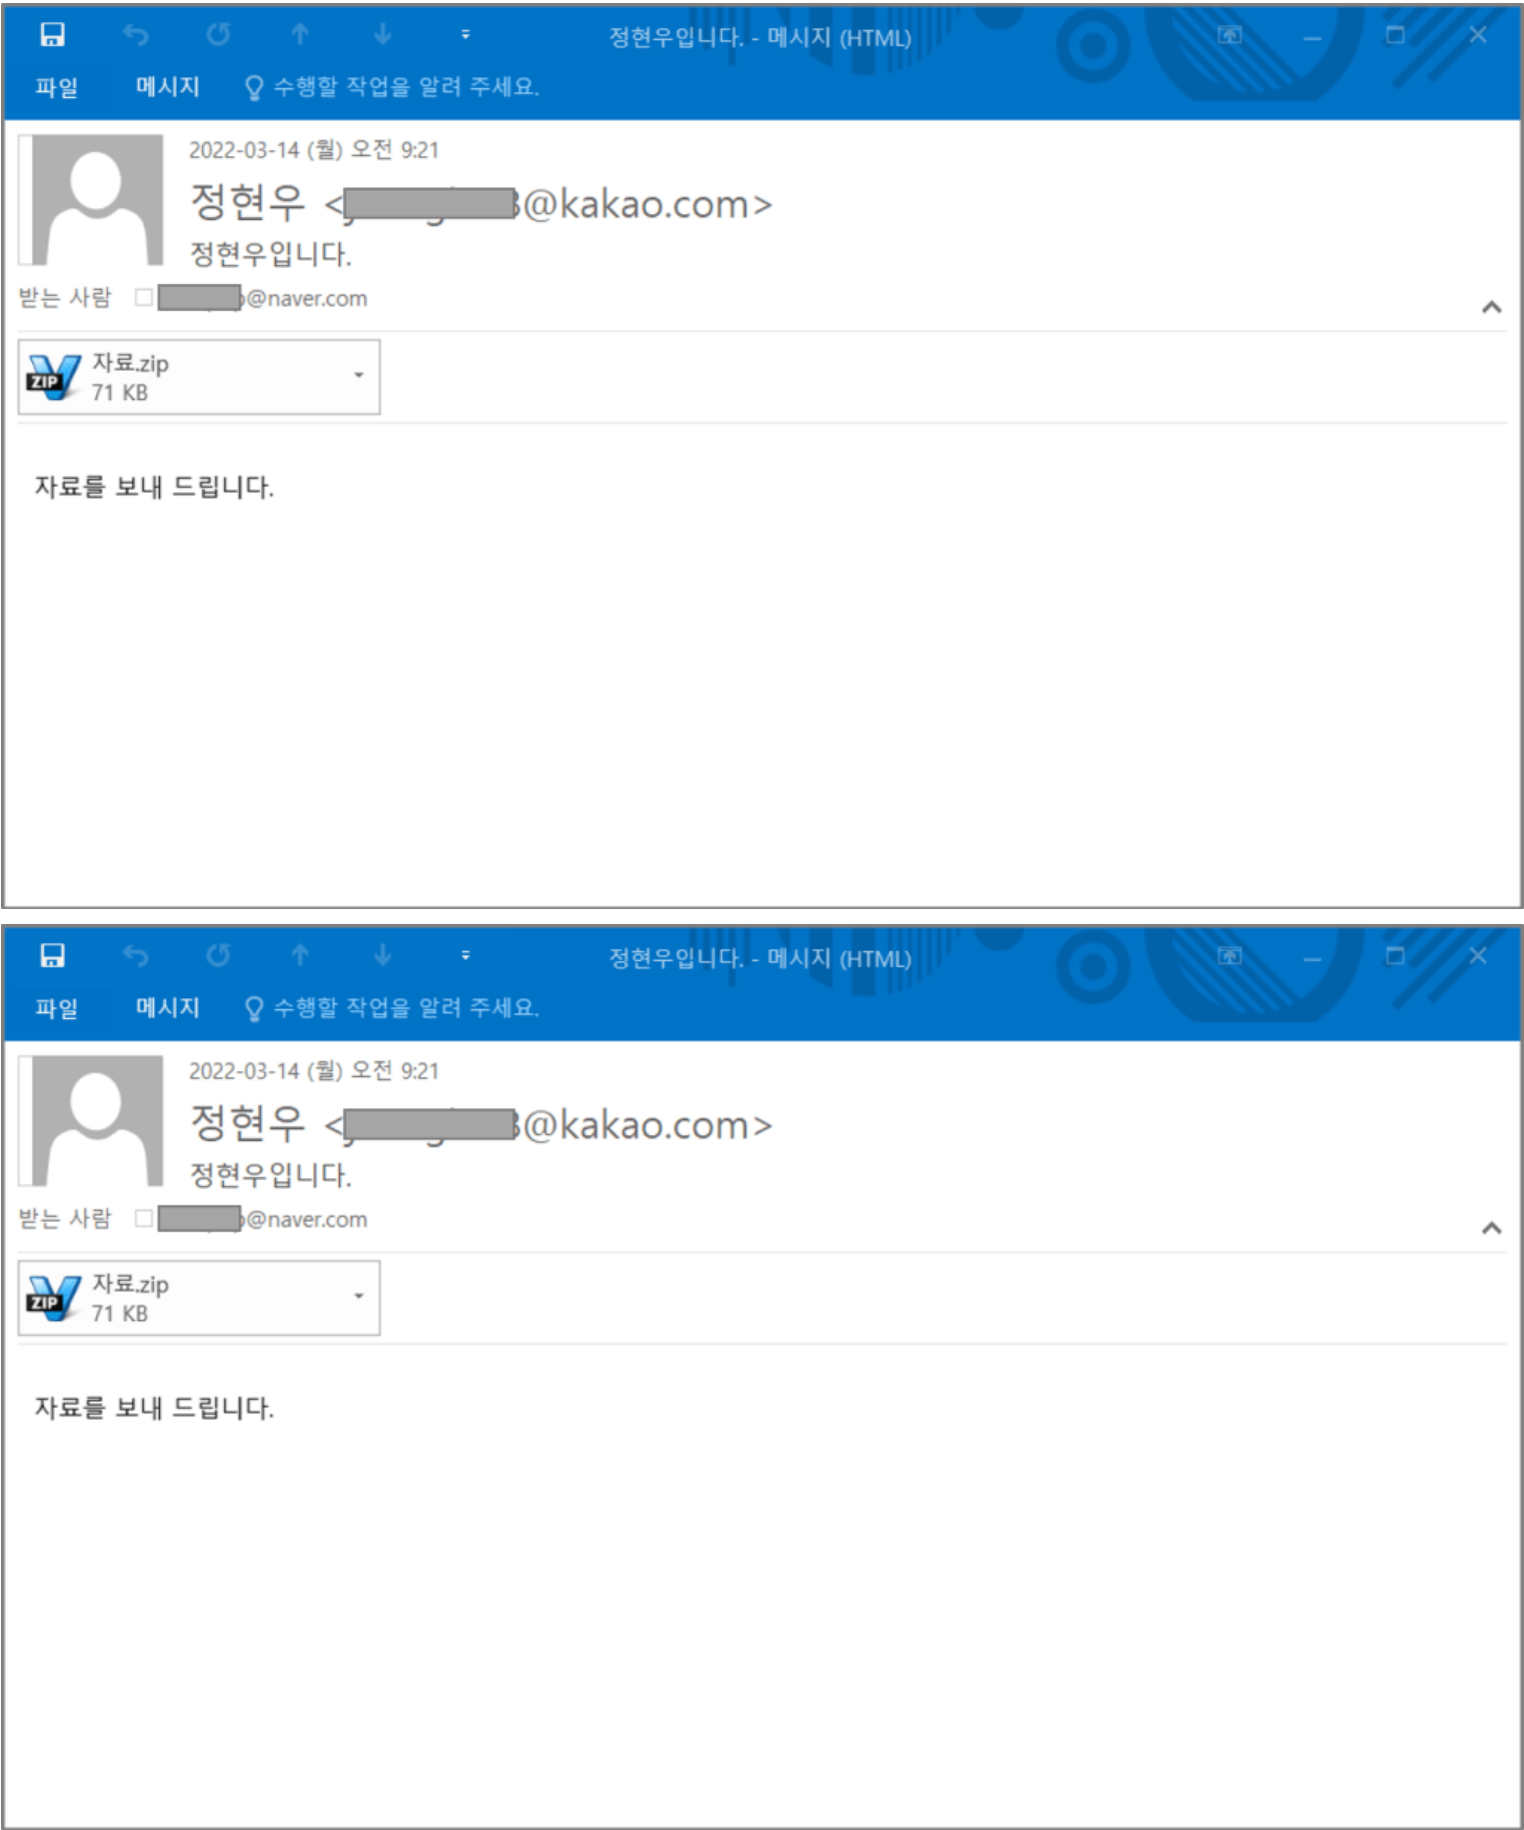 정현우입니다. - 메시지 (HTML)
파일 메시지 수행할 작업을 알려 주세요.
2022-03-14 (월) 오전 9:21
정현우 < @kakao.com>
정현우입니다.
받는 사람 @naver.com
ZIP
자료.zip
71 KB
자료를 보내 드립니다.
정현우입니다. - 메시지 (HTML)
파일 메시지 수행할 작업을 알려 주세요.
2022-03-14 (월) 오전 9:21
정현우 < @kakao.com>
정현우입니다.
받는 사람 @naver.com
ZIP
자료.zip
71 KB
자료를 보내 드립니다.